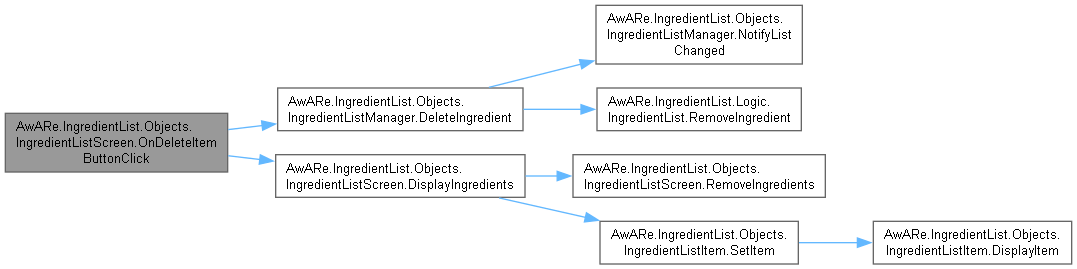 AwARe.IngredientList.Objects.
IngredientListScreen.OnDeleteItem
ButtonClick
AwARe.IngredientList.Objects.
IngredientListManager.DeleteIngredient
AwARe.IngredientList.Objects.
IngredientListManager.NotifyList
Changed
AwARe.IngredientList.Logic.
IngredientList.RemoveIngredient
AwARe.IngredientList.Objects.
IngredientListScreen.DisplayIngredients
AwARe.IngredientList.Objects.
IngredientListScreen.RemoveIngredients
AwARe.IngredientList.Objects.
IngredientListItem.SetItem
AwARe.IngredientList.Objects.
IngredientListItem.DisplayItem